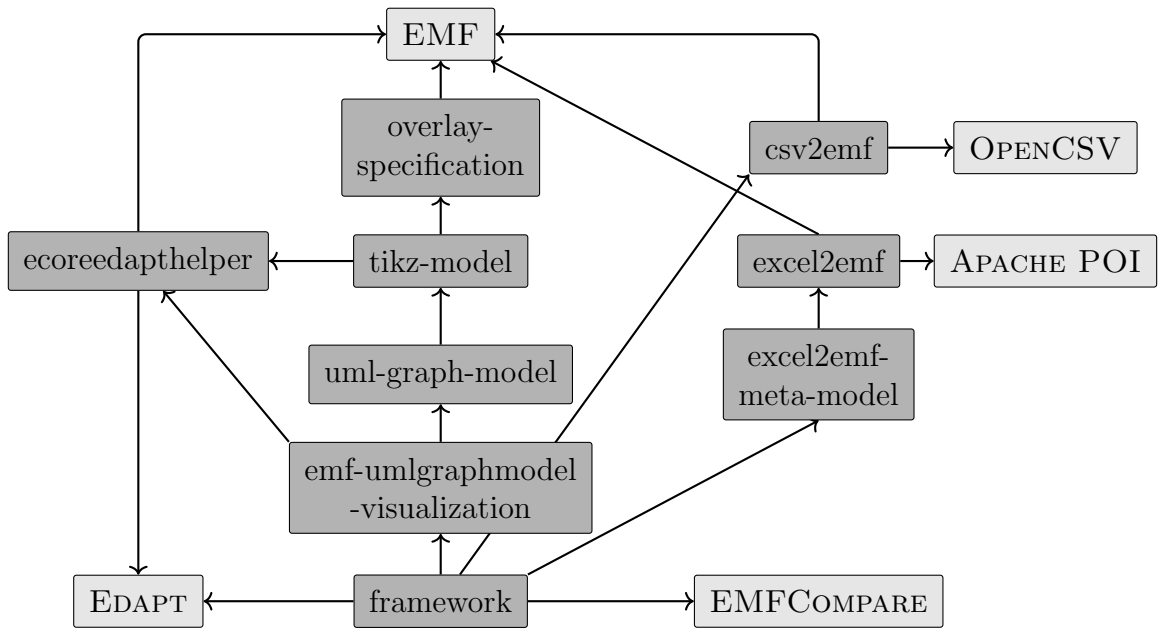 EMF
overlay-
specification
csv2emf
OpenCSV
ecoreedapthelper
tikz-model
excel2emf
Apache POI
uml-graph-model
excel2emf-
meta-model
emf-umlgraphmodel
-visualization
Edapt
framework
EMFCompare